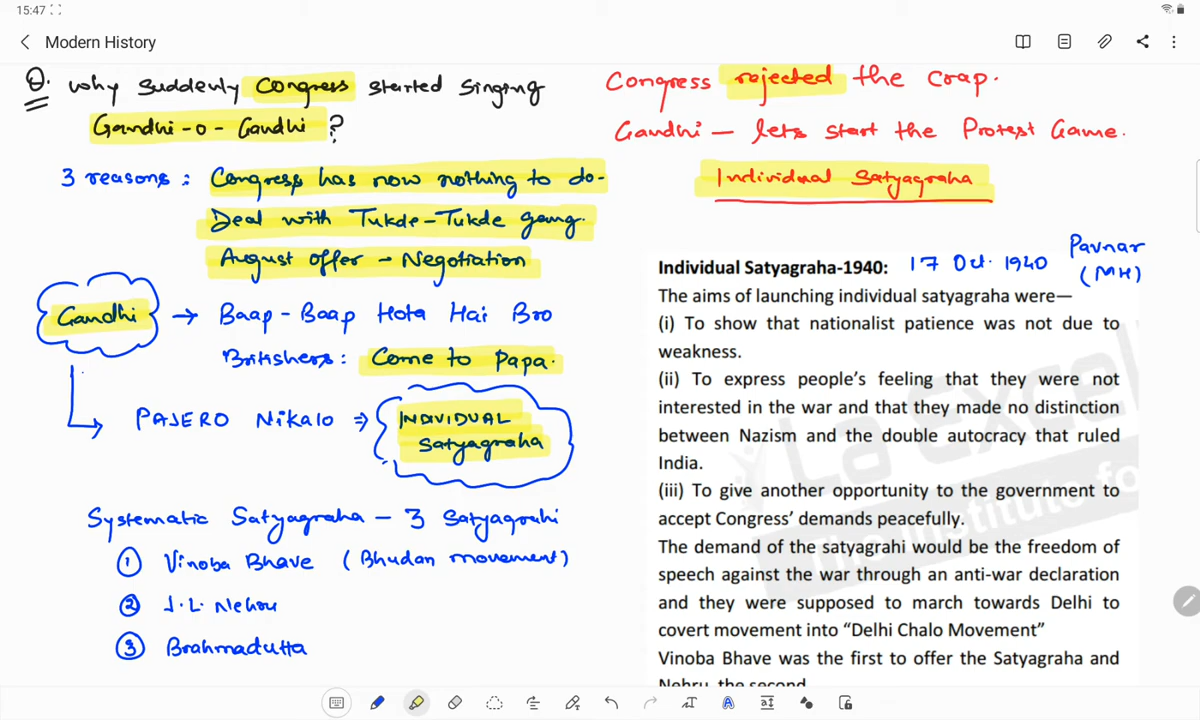 15:47
Modern History
Q. Why suddenly Congress started singing
Gandhi-o-Gandhi ?
3 reasons : Congress has now nothing to do-
Deal with Tukde-Tukde gang.
August offer - Negotiation
Gandhi → Baap-Baap Hota Hai Bro
Britishers : Come to Papa.
PAJERO Nikalo ⇒ INDIVIDUAL
Satyagraha
Systematic Satyagraha - 3 Satyagrahi
① Vinoba Bhave (Bhudan movement)
② J.L. Nehru
③ Brahmadutta
Congress rejected the crap.
Gandhi - lets start the Protest Game.
Individual Satyagraha
Individual Satyagraha-1940: 17 Oct. 1940 Pavnar
(MH)
The aims of launching individual satyagraha were—
(i) To show that nationalist patience was not due to
weakness.
(ii) To express people's feeling that they were not
interested in the war and that they made no distinction
between Nazism and the double autocracy that ruled
India.
(iii) To give another opportunity to the government to
accept Congress' demands peacefully.
The demand of the satyagrahi would be the freedom of
speech against the war through an anti-war declaration
and they were supposed to march towards Delhi to
covert movement into "Delhi Chalo Movement"
Vinoba Bhave was the first to offer the Satyagraha and
Nehru, the second
La Excel
the Institute fo